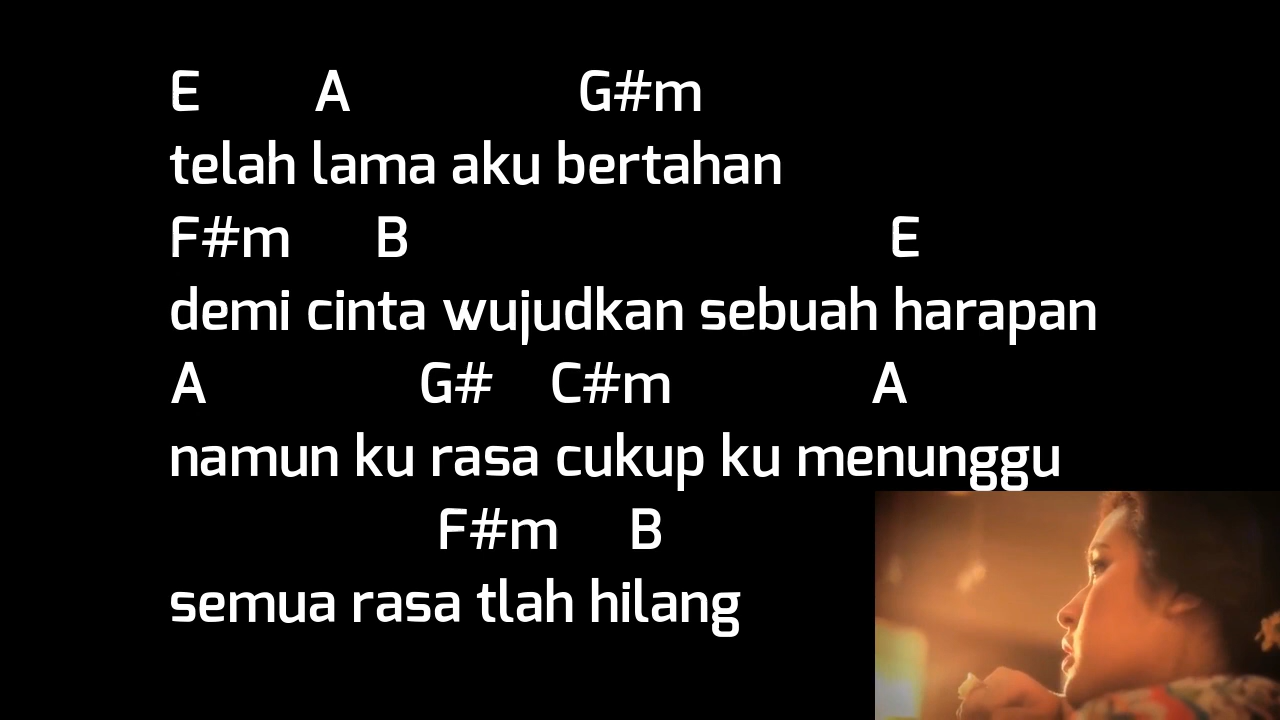 E A G#m
telah lama aku bertahan
F#m B E
demi cinta wujudkan sebuah harapan
A G# C#m A
namun ku rasa cukup ku menunggu
F#m B
semua rasa tlah hilang